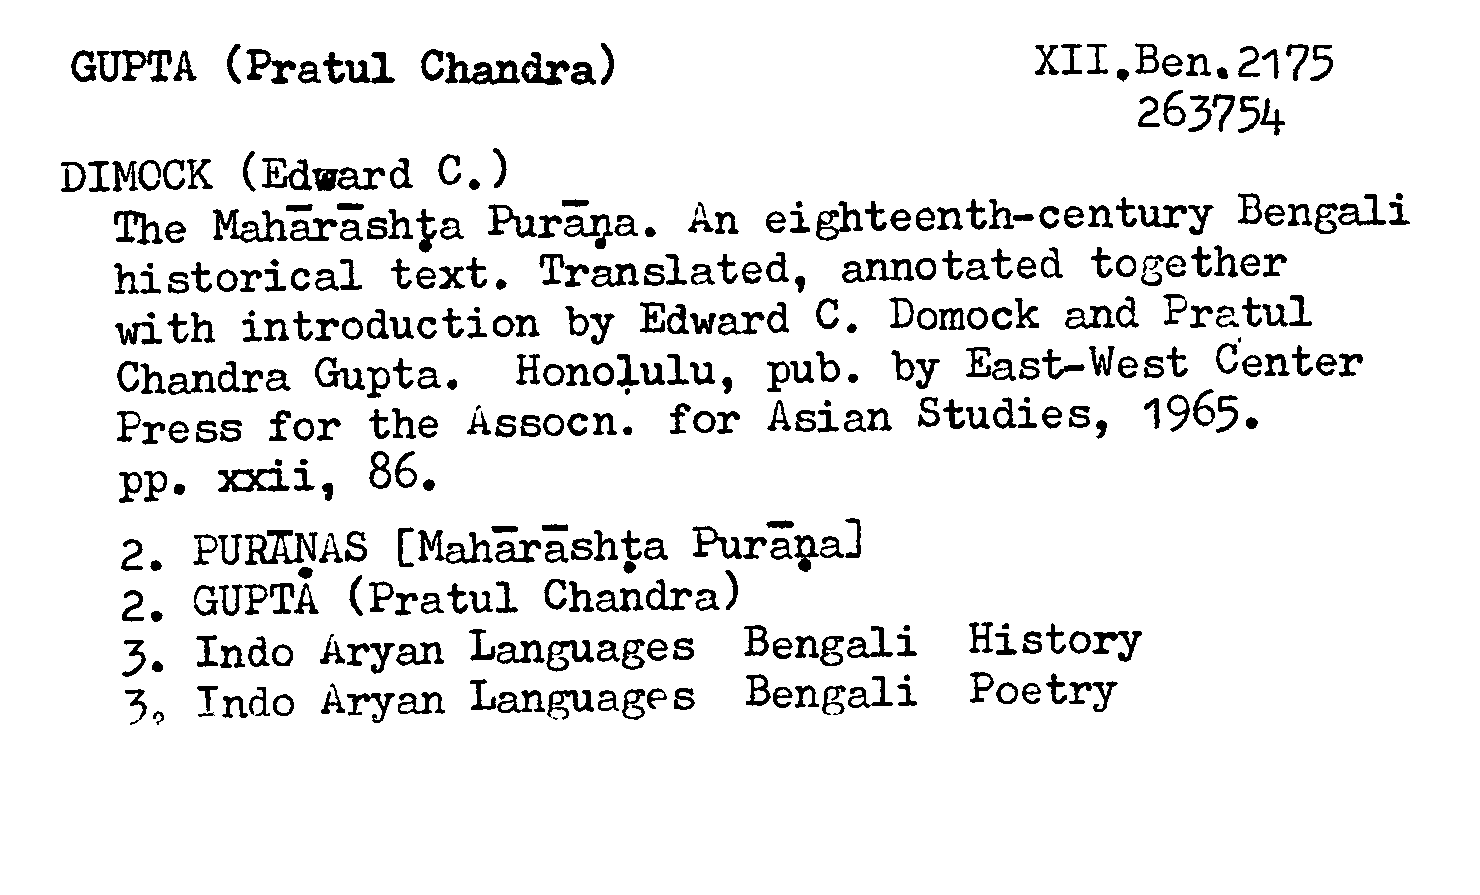 GUPTA (Pratul Chandra)
XII.Ben.2175
263754
DIMOCK (Edward C.)
The Mahārāshṭa Purāṇa. An eighteenth-century Bengali
historical text. Translated, annotated together
with introduction by Edward C. Domock and Pratul
Chandra Gupta. Honolulu, pub. by East-West Center
Press for the Assocn. for Asian Studies, 1965.
pp. xxii, 86.
2. PURĀṆAS [Mahārāshṭa Purāṇa]
2. GUPTA (Pratul Chandra)
3. Indo Aryan Languages Bengali History
3. Indo Aryan Languages Bengali Poetry